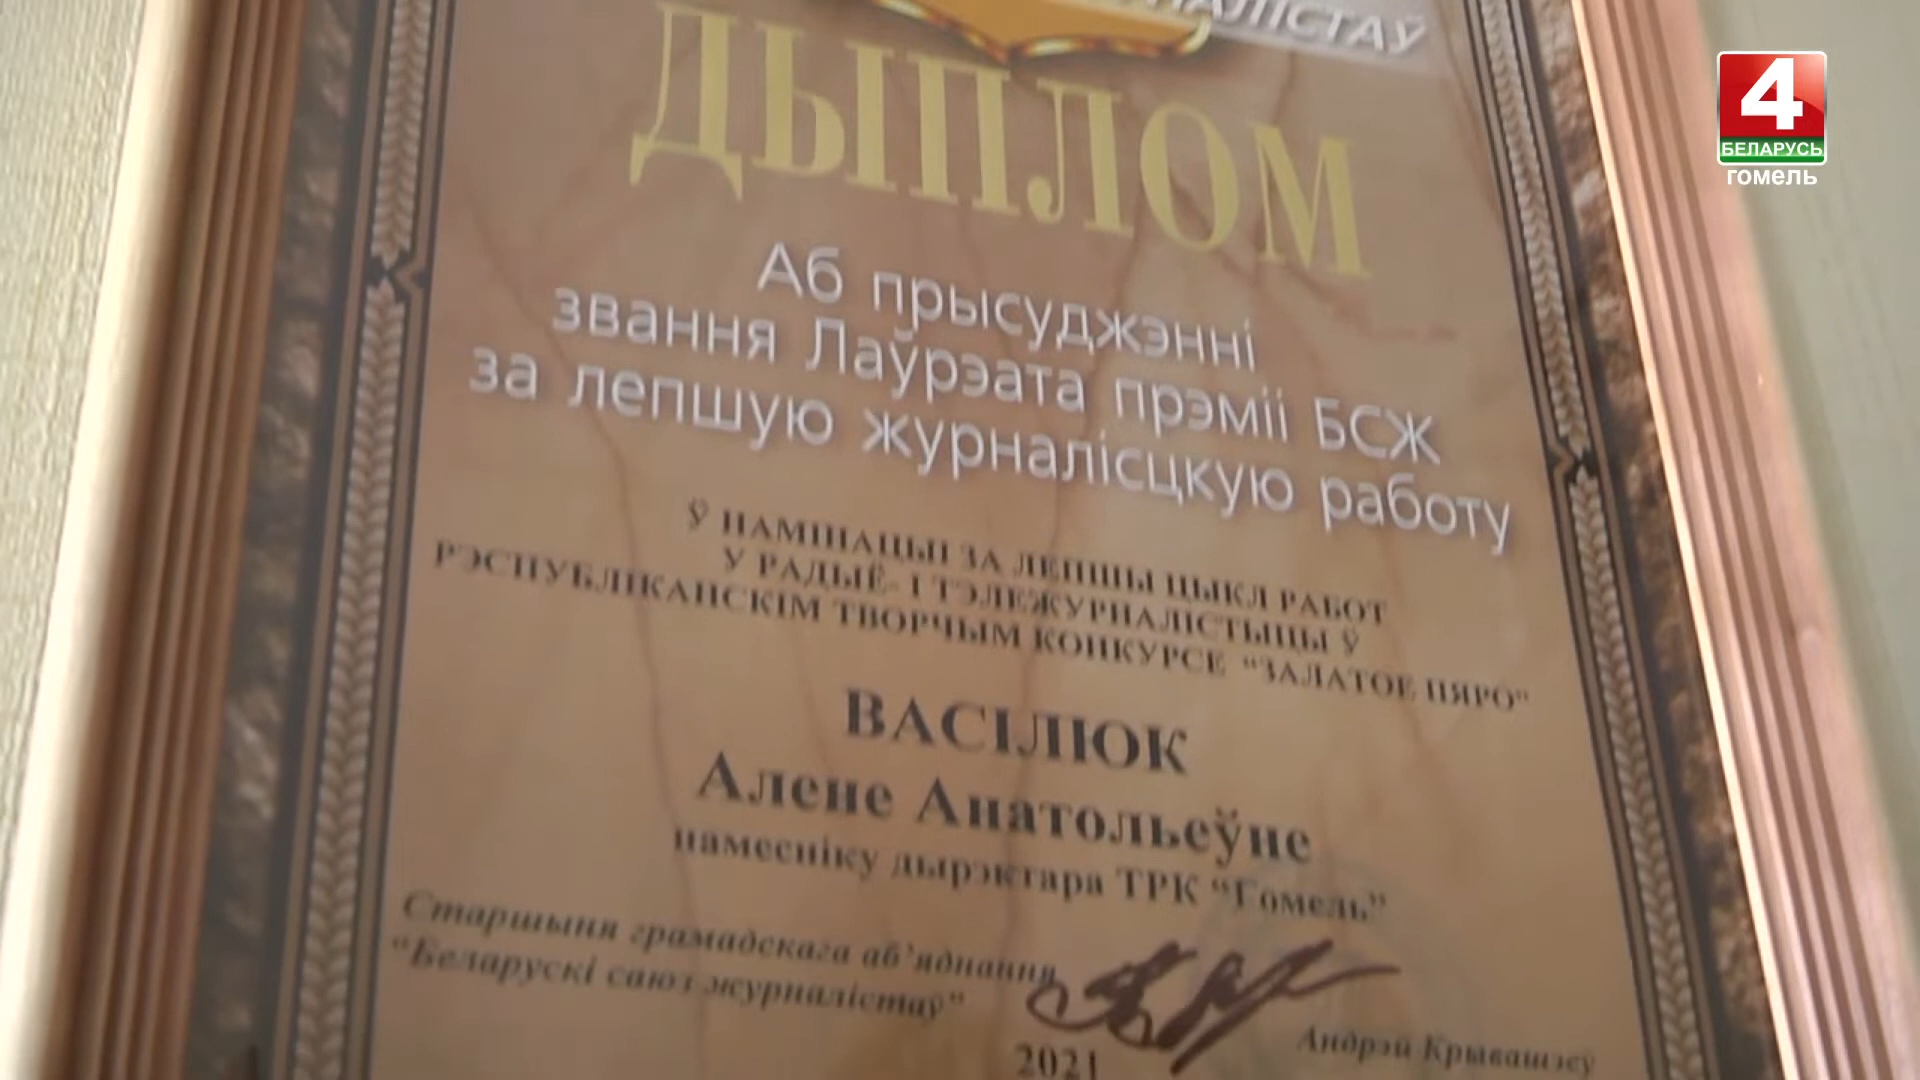 НАЛІСТАЎ
4
БЕЛАРУСЬ
гомель
ДЫПЛОМ
Аб прысуджэнні
звання Лаўрэата прэміі БСЖ
за лепшую журналісцкую работу
Ў НАМІНАЦЫІ ЗА ЛЕПШЫ ЦЫКЛ РАБОТ
У РАДЫЁ- І ТЭЛЕЖУРНАЛІСТЫЦЫ Ў
РЭСПУБЛІКАНСКІМ ТВОРЧЫМ КОНКУРСЕ "ЗАЛАТОЕ ПЯРО"
ВАСІЛЮК
Алене Анатольеўне
намесніку дырэктара ТРК "Гомель"
Старшыня грамадскага аб'яднання
"Беларускі саюз журналістаў"
Андрэй Крывашэеў
2021